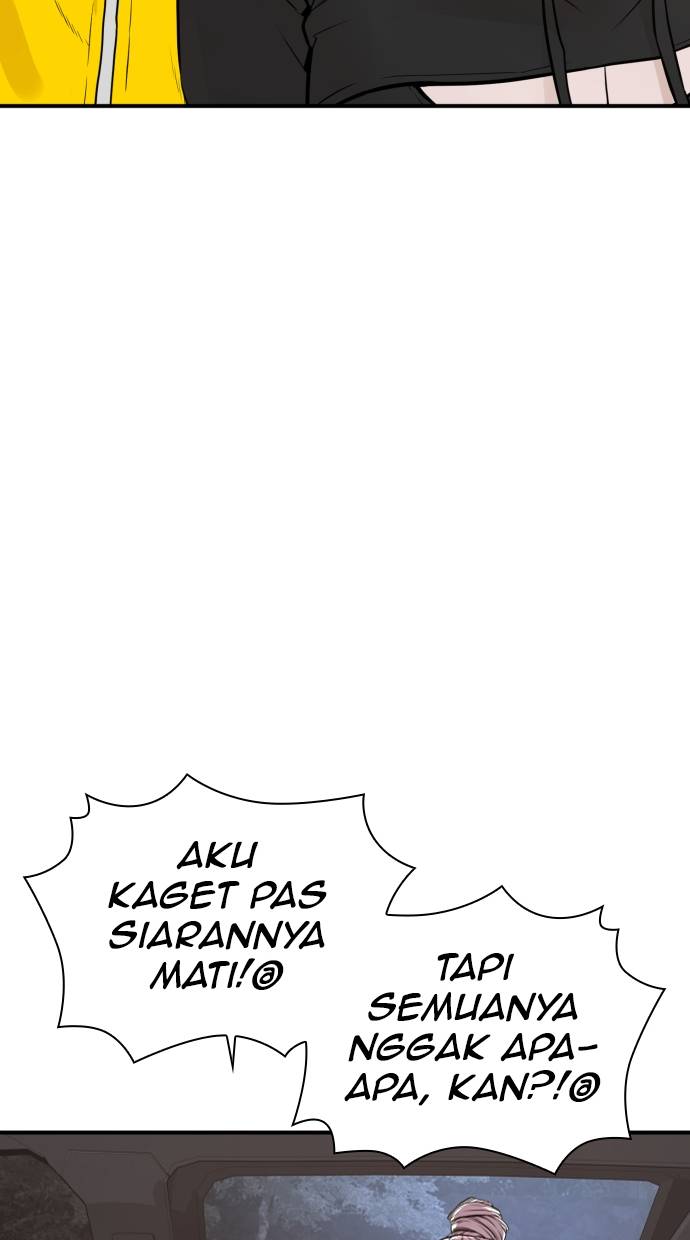 AKU
KAGET PAS
SIARANNYA
MATI!@
TAPI
SEMUANYA
NGGAK APA-
APA, KAN?!@